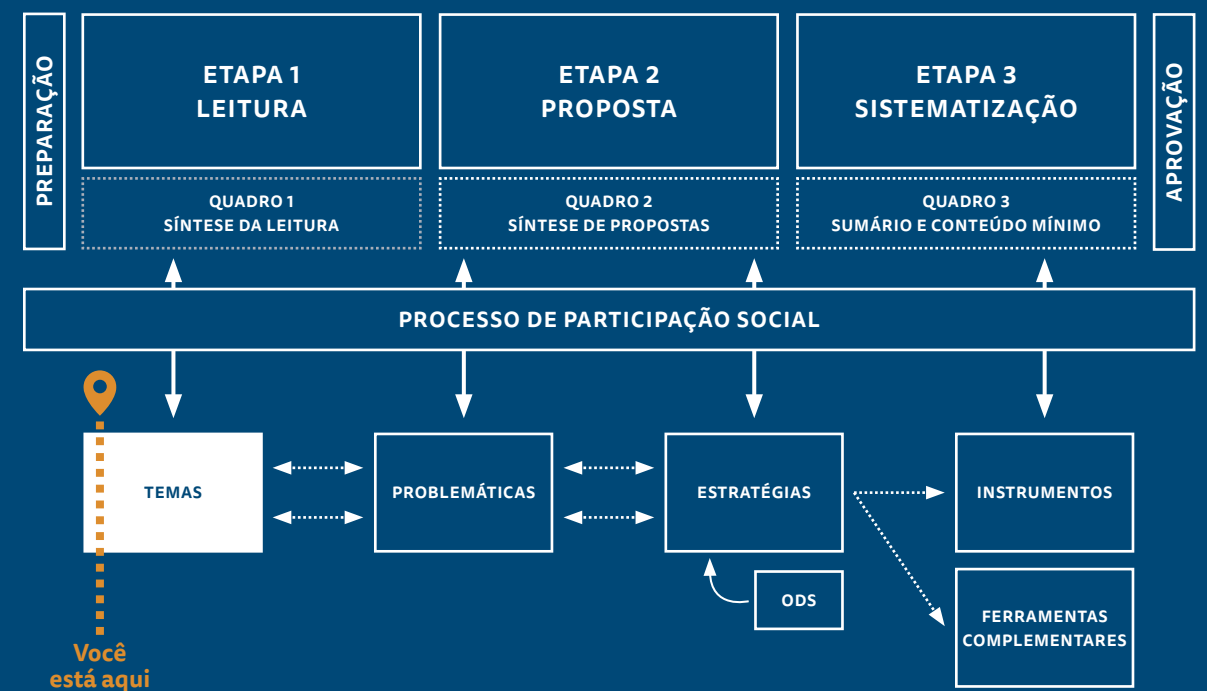 PREPARAÇÃO
ETAPA 1
LEITURA
QUADRO 1
SÍNTESE DA LEITURA
ETAPA 2
PROPOSTA
QUADRO 2
SÍNTESE DE PROPOSTAS
ETAPA 3
SISTEMATIZAÇÃO
QUADRO 3
SUMÁRIO E CONTEÚDO MÍNIMO
APROVAÇÃO
PROCESSO DE PARTICIPAÇÃO SOCIAL
TEMAS
PROBLEMÁTICAS
ESTRATÉGIAS
INSTRUMENTOS
ODS
FERRAMENTAS
COMPLEMENTARES
Você
está aqui